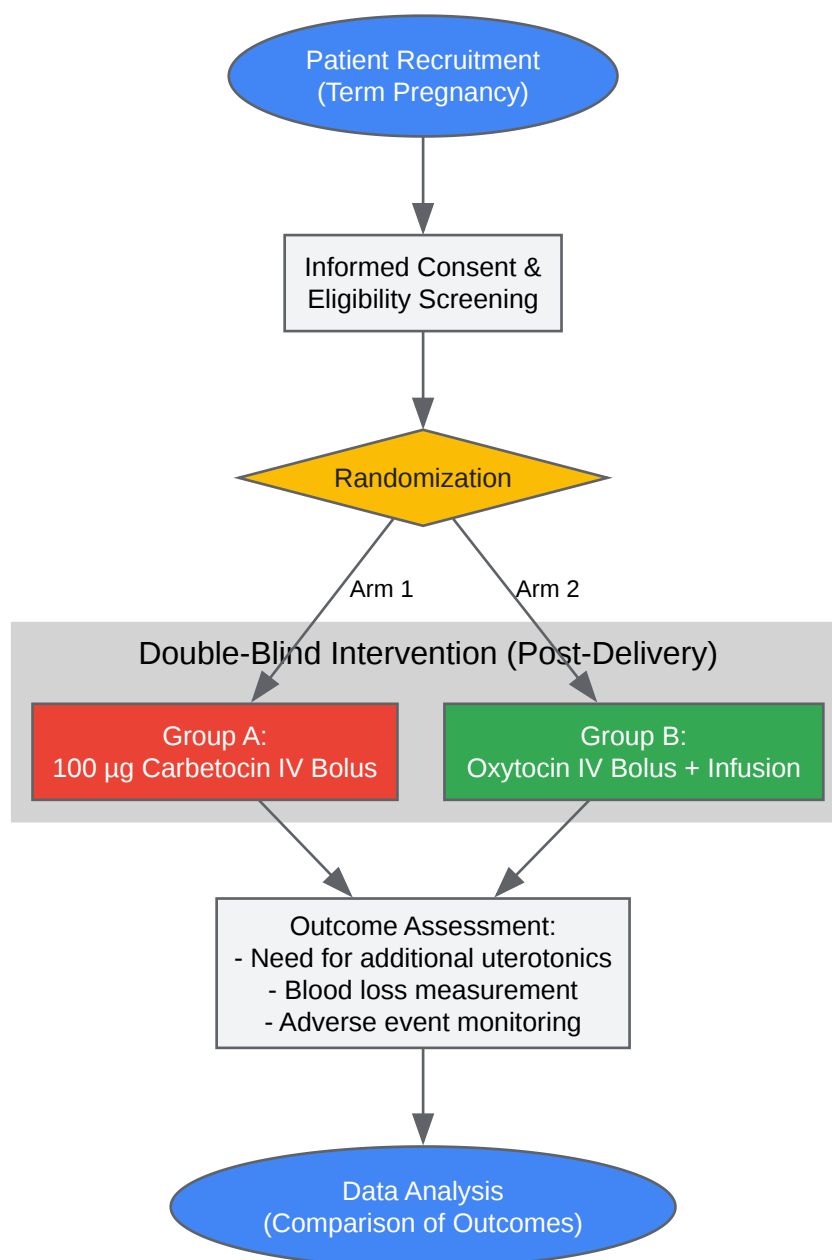 Patient Recruitment
(Term Pregnancy)
Informed Consent &
Eligibility Screening
Randomization
Arm 1
Arm 2
Double-Blind Intervention (Post-Delivery)
Group A:
100 µg Carbetocin IV Bolus
Group B:
Oxytocin IV Bolus + Infusion
Outcome Assessment:
- Need for additional uterotonics
- Blood loss measurement
- Adverse event monitoring
Data Analysis
(Comparison of Outcomes)